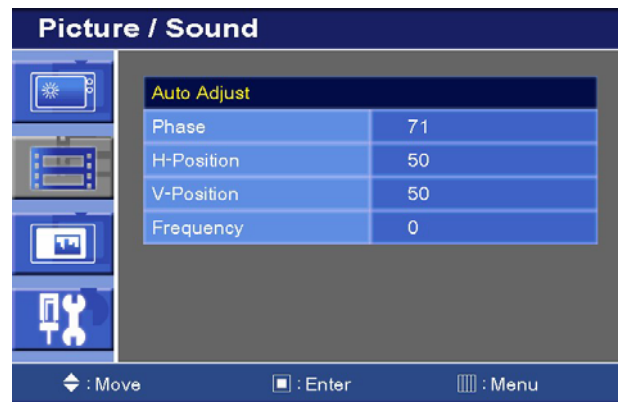 Picture / Sound
Auto Adjust
Phase 71
H-Position 50
V-Position 50
Frequency 0
: Move : Enter : Menu